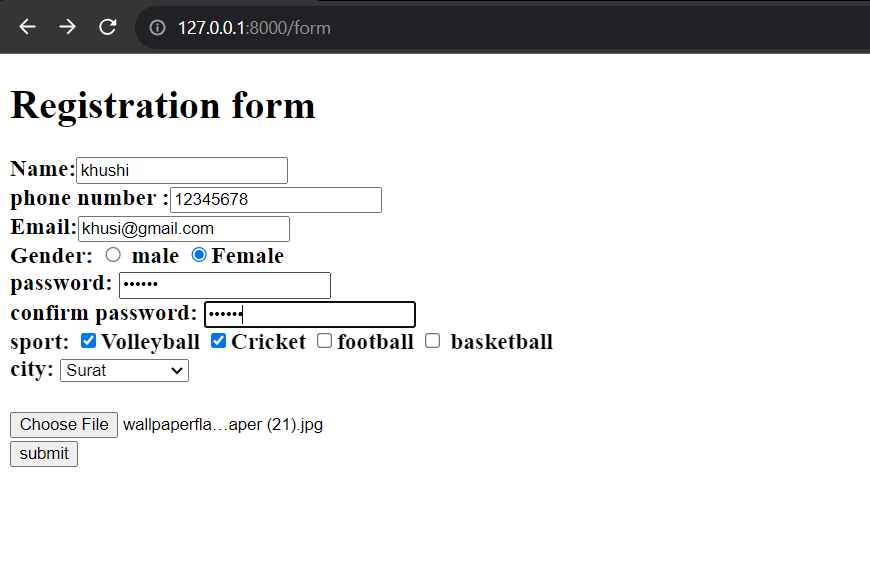 127.0.0.1:8000/form
Registration form
Name: khushi
phone number : 12345678
Email: khusi@gmail.com
Gender: male Female
password: ••••••
confirm password: ••••••
sport: Volleyball Cricket football basketball
city: Surat
Choose File wallpaperfla…aper (21).jpg
submit